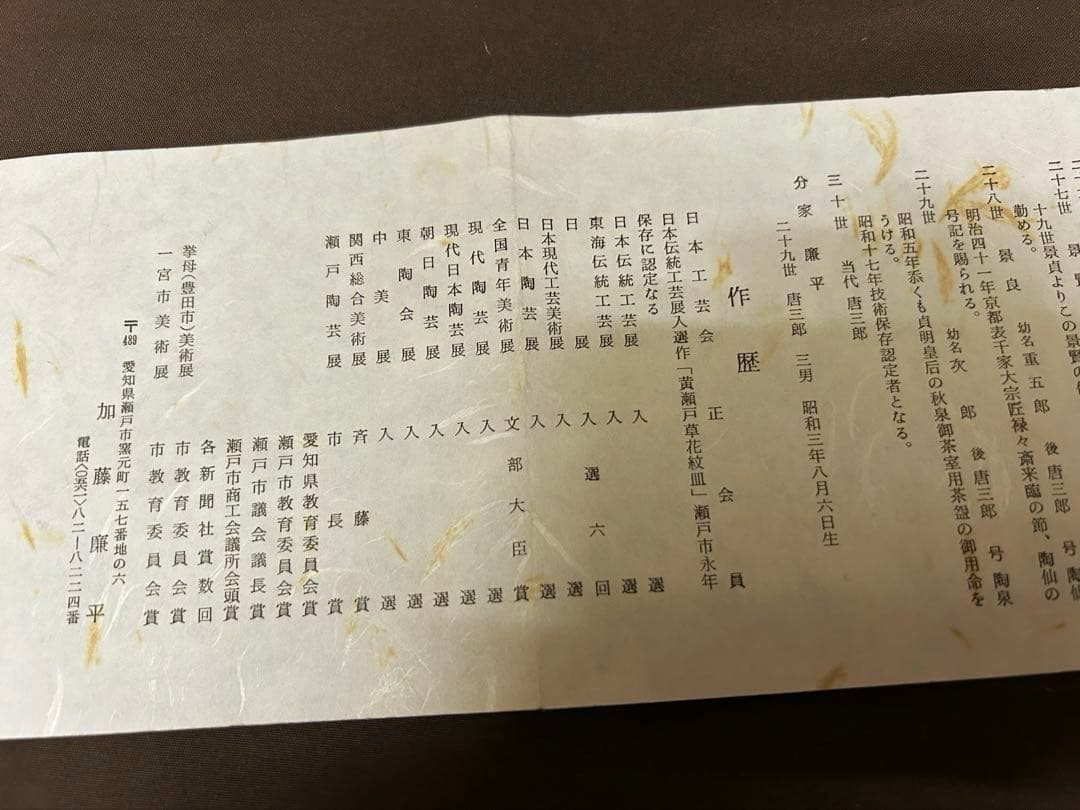 二十七世 景
十九世景貞よりこの景賢の
勤める。
二十八世 景良 幼名 重五郎 後 唐三郎 号 陶仙
明治四十一年京都表千家大宗匠禄々斎来臨の節、陶仙の
号記を賜られる。
二十九世 幼名 次郎 後 唐三郎 号 陶泉
昭和五年忝くも貞明皇后の秋泉御茶室用茶盌の御用命を
うける。
昭和十七年技術保存認定者となる。
三十世 当代 唐三郎
分家 廉平
二十九世 唐三郎 三男 昭和三年八月六日生
作歴
日本工芸会正会員
日本伝統工芸展入選作「黄瀬戸草花紋皿」瀬戸市永年
保存に認定なる
日本伝統工芸展 入選
東海伝統工芸展 入選
日展 入選六回
日本現代工芸美術展 入選
日本陶芸展 入選
全国青年美術展 文部大臣賞
現代陶芸展 入選
現代日本陶芸展 入選
朝日陶芸展 入選
東陶会展 入選
中美展 入選
関西総合美術展 斉藤賞
瀬戸陶芸展 市長賞
愛知県教育委員会賞
瀬戸市教育委員会賞
瀬戸市議会議長賞
瀬戸市商工会議所会頭賞
各新聞社賞数回
挙母(豊田市)美術展 市教育委員会賞
一宮市美術展 市教育委員会賞
〒489 愛知県瀬戸市窯元町一五七番地の六
加藤廉平
電話〈〇五六一〉八二ー八二二四番